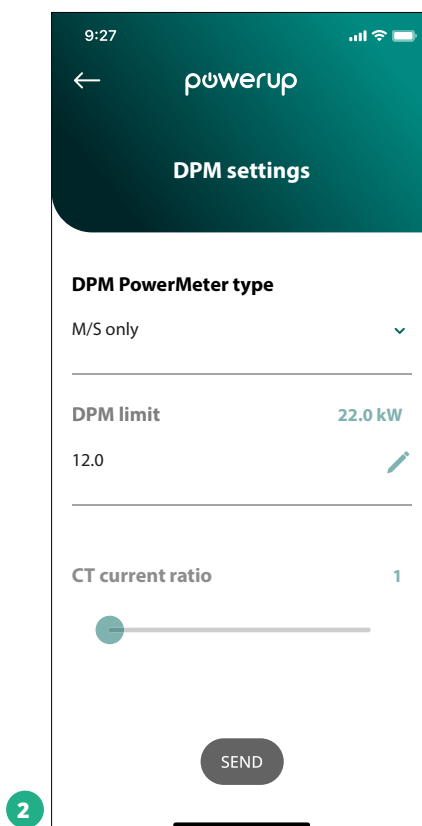 9:27
powerup
DPM settings
DPM PowerMeter type
M/S only
DPM limit 22.0 kW
12.0
CT current ratio 1
SEND
2